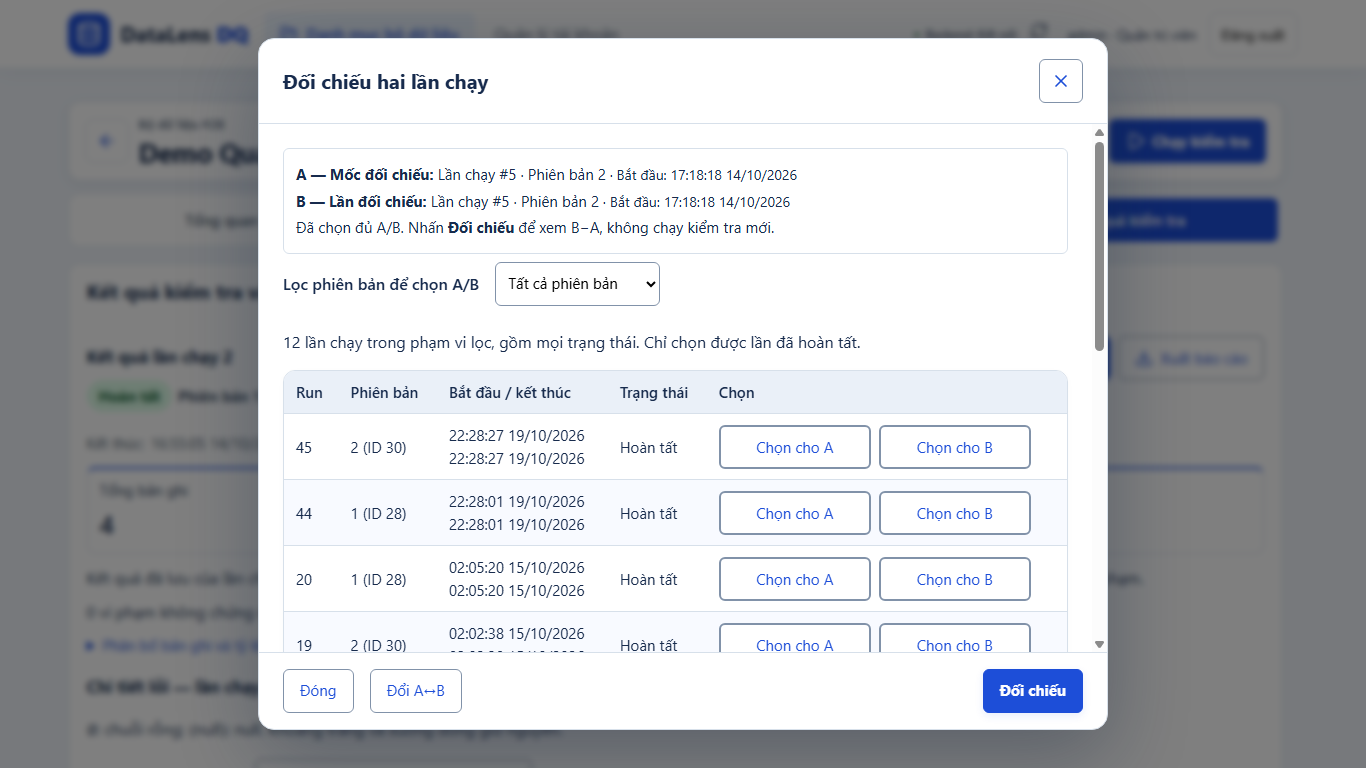 DataLens DQ
Đăng xuất
Đối chiếu hai lần chạy
Demo Qu
Chạy kiểm tra
Tổng quan
A — Mốc đối chiếu: Lần chạy #5 · Phiên bản 2 · Bắt đầu: 17:18:18 14/10/2026
B — Lần đối chiếu: Lần chạy #5 · Phiên bản 2 · Bắt đầu: 17:18:18 14/10/2026
Đã chọn đủ A/B. Nhấn Đối chiếu để xem B−A, không chạy kiểm tra mới.
Lọc phiên bản để chọn A/B Tất cả phiên bản
Kết quả lần chạy 2
12 lần chạy trong phạm vi lọc, gồm mọi trạng thái. Chỉ chọn được lần đã hoàn tất.
Run Phiên bản Bắt đầu / kết thúc Trạng thái Chọn
45 2 (ID 30) 22:28:27 19/10/2026 22:28:27 19/10/2026 Hoàn tất Chọn cho A Chọn cho B
44 1 (ID 28) 22:28:01 19/10/2026 22:28:01 19/10/2026 Hoàn tất Chọn cho A Chọn cho B
20 1 (ID 28) 02:05:20 15/10/2026 02:05:20 15/10/2026 Hoàn tất Chọn cho A Chọn cho B
19 2 (ID 30) 02:02:38 15/10/2026 Hoàn tất Chọn cho A Chọn cho B
Tổng bản ghi
4
Đóng Đổi A↔B Đối chiếu